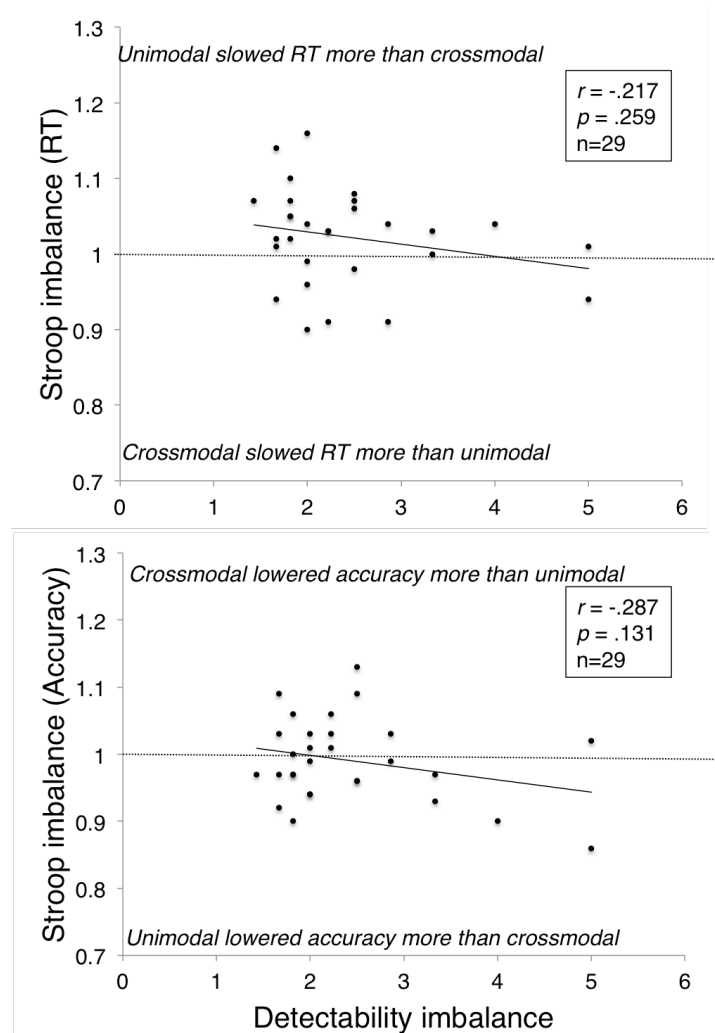 1.3
Unimodal slowed RT more than crossmodal
r = -.217
p = .259
n=29
1.2
1.1
1
0.9
0.8
0.7
Stroop imbalance (RT)
Crossmodal slowed RT more than unimodal
0 1 2 3 4 5 6
1.3
Crossmodal lowered accuracy more than unimodal
r = -.287
p = .131
n=29
1.2
1.1
1
0.9
0.8
0.7
Stroop imbalance (Accuracy)
Unimodal lowered accuracy more than crossmodal
0 1 2 3 4 5 6
Detectability imbalance